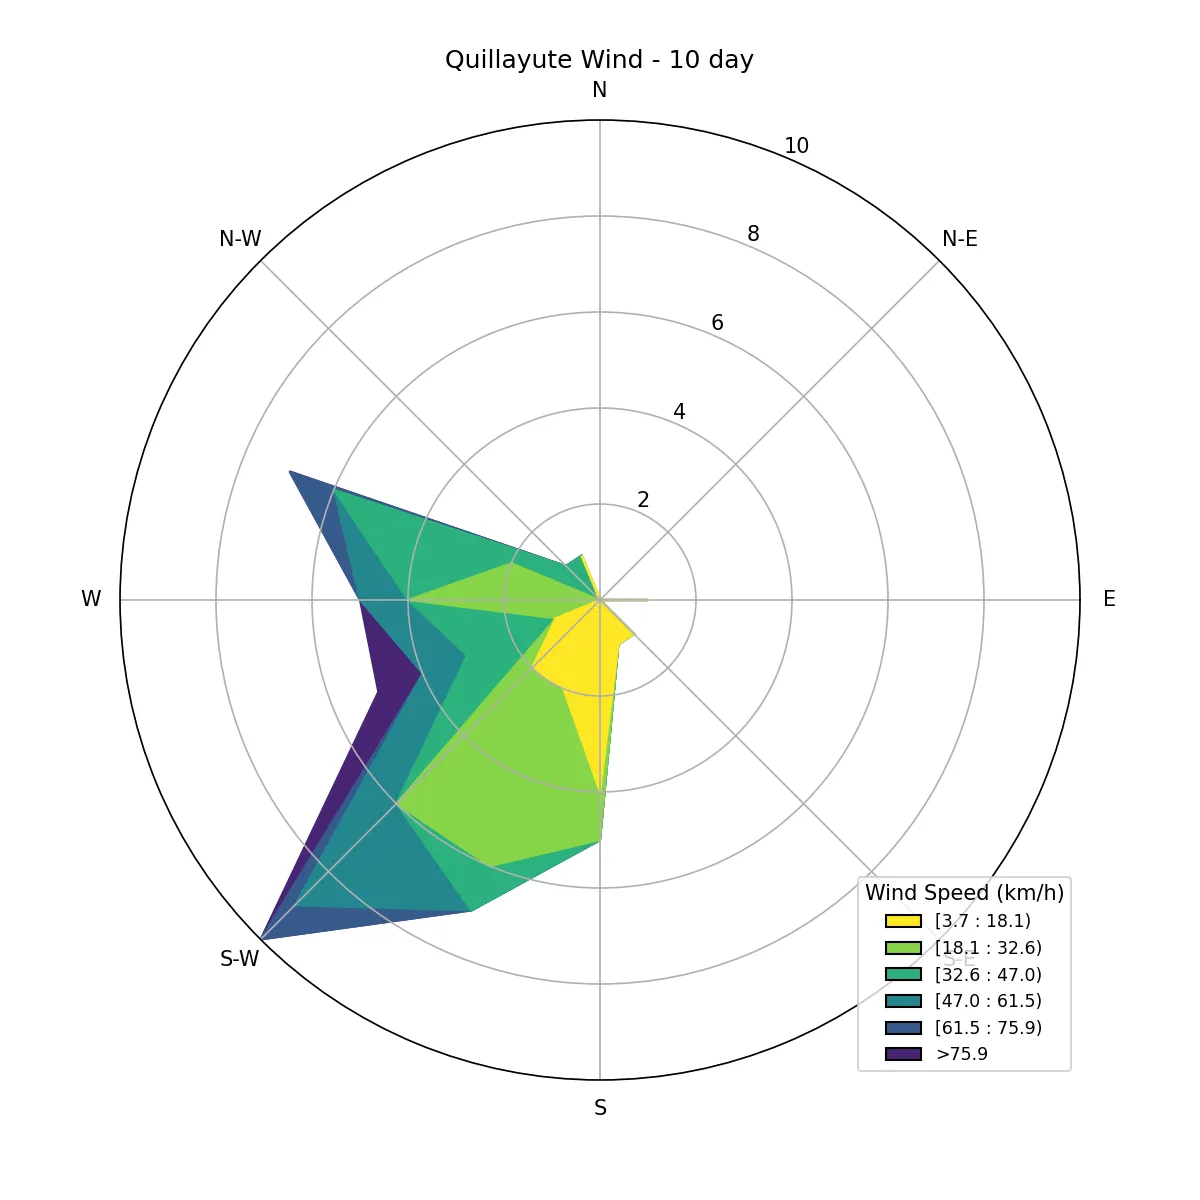 Quillayute Wind - 10 day
N
10
N-W
N-E
8
6
4
2
W
E
S-W
S-E
S
Wind Speed (km/h)
[3.7 : 18.1)
[18.1 : 32.6)
[32.6 : 47.0)
[47.0 : 61.5)
[61.5 : 75.9)
>75.9